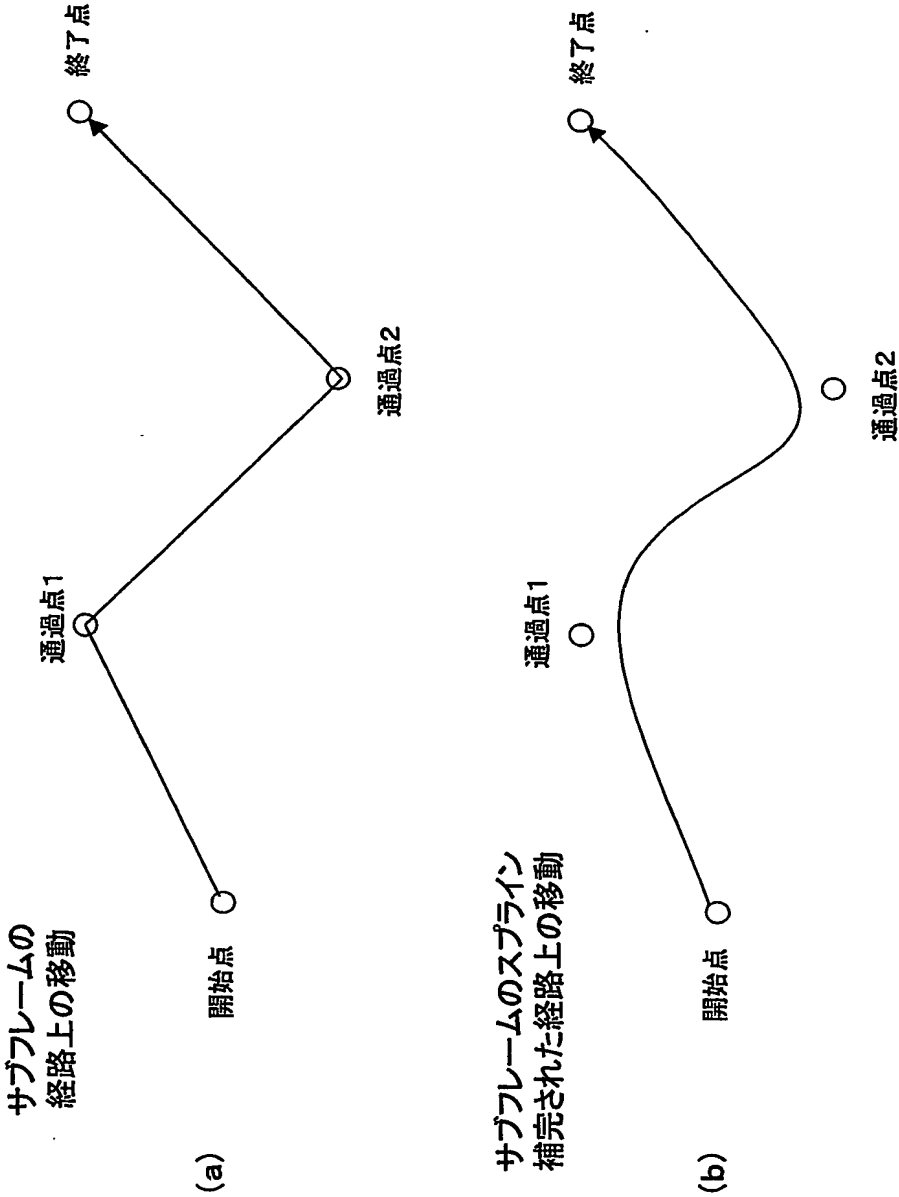 (a)
サブフレームの
経路上の移動
開始点
通過点1
通過点2
終了点
(b)
サブフレームのスプライン
補完された経路上の移動
開始点
通過点1
通過点2
終了点